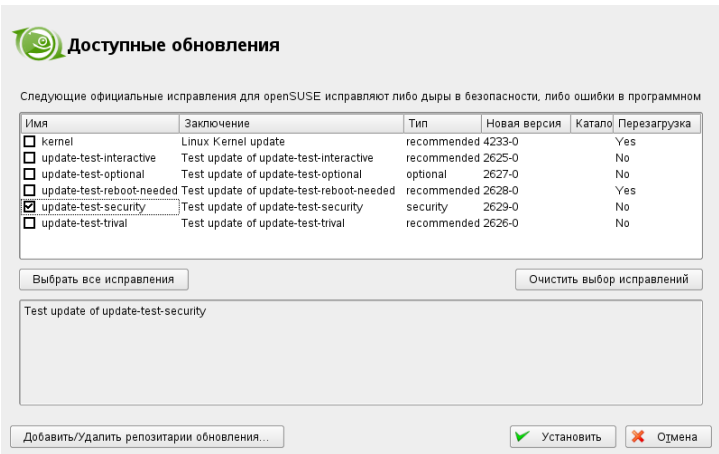 Доступные обновления
Следующие официальные исправления для openSUSE исправляют либо дыры в безопасности, либо ошибки в программном
Имя Заключение Тип Новая версия Катало Перезагрузка
kernel Linux Kernel update recommended 4233-0 Yes
update-test-interactive Test update of update-test-interactive recommended 2625-0 No
update-test-optional Test update of update-test-optional optional 2627-0 No
update-test-reboot-needed Test update of update-test-reboot-needed recommended 2628-0 Yes
update-test-security Test update of update-test-security security 2629-0 No
update-test-trival Test update of update-test-trival recommended 2626-0 No
Выбрать все исправления Очистить выбор исправлений
Test update of update-test-security
Добавить/Удалить репозитарии обновления... Установить Отмена